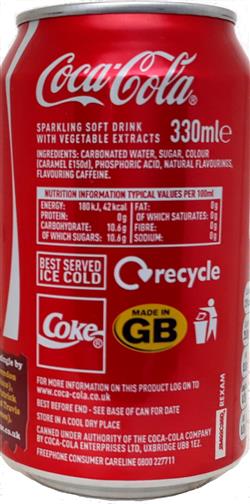 Coca-Cola®
SPARKLING SOFT DRINK
WITH VEGETABLE EXTRACTS 330ml℮
INGREDIENTS: CARBONATED WATER, SUGAR, COLOUR
(CARAMEL E150d), PHOSPHORIC ACID, NATURAL FLAVOURINGS,
FLAVOURING CAFFEINE.
NUTRITION INFORMATION TYPICAL VALUES PER 100ml
ENERGY: 180kJ, 42kcal FAT: 0g
PROTEIN: 0g OF WHICH SATURATES: 0g
CARBOHYDRATE: 10.6g FIBRE: 0g
OF WHICH SUGARS: 10.6g SODIUM: 0g
BEST SERVED
ICE COLD
recycle
Coke®
MADE IN
GB
REXAM
FOR MORE INFORMATION ON THIS PRODUCT LOG ON TO
www.coca-cola.co.uk
BEST BEFORE END - SEE BASE OF CAN FOR DATE
STORE IN A COOL DRY PLACE
CANNED UNDER AUTHORITY OF THE COCA-COLA COMPANY
BY COCA-COLA ENTERPRISES LTD, UXBRIDGE UB8 1EZ.
FREEPHONE CONSUMER CARELINE 0800 227711